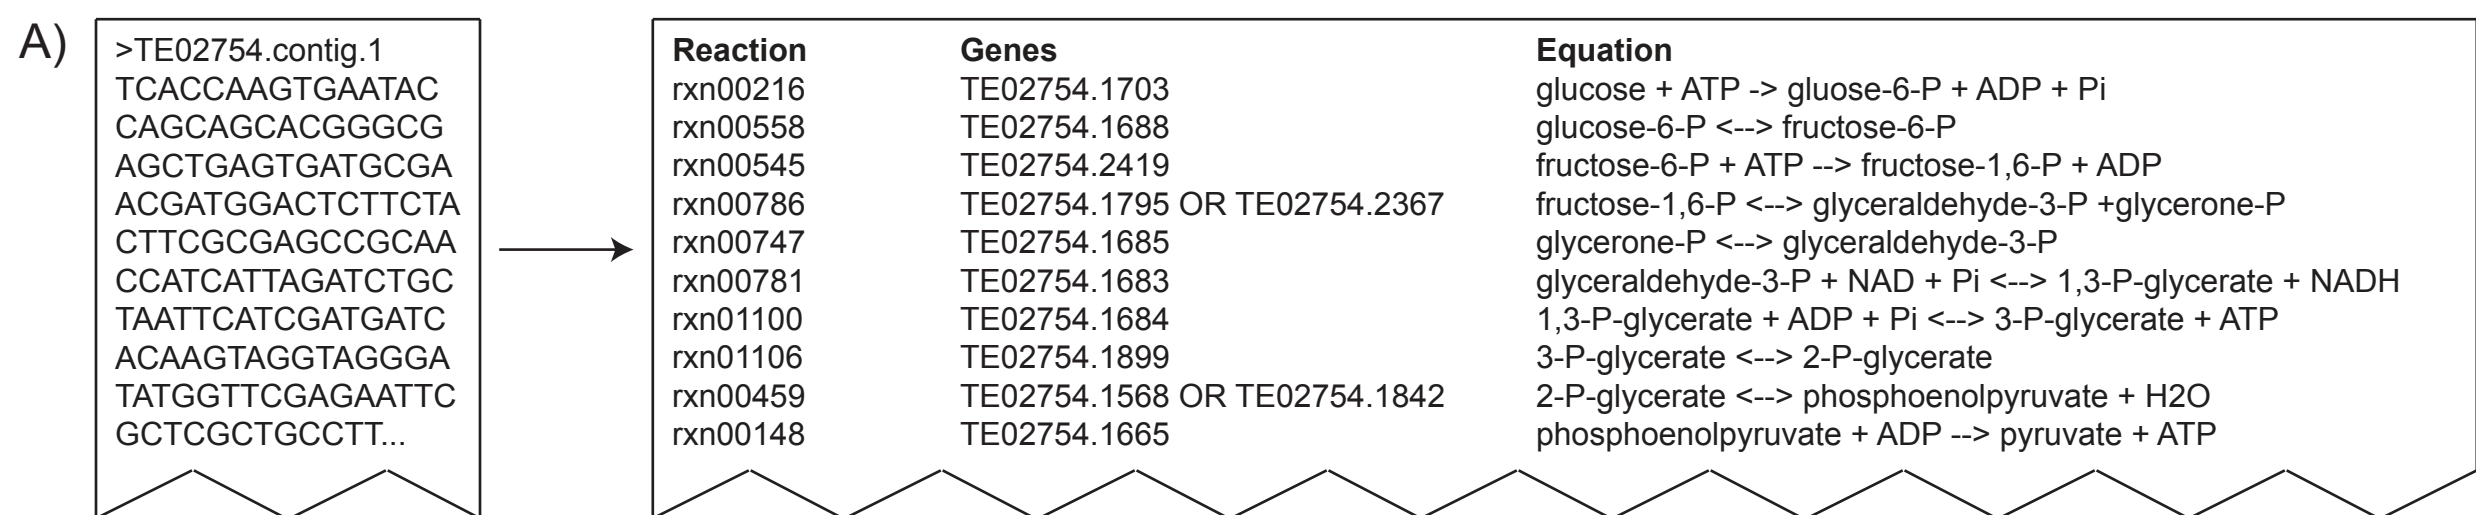 A)
>TE02754.contig.1
TCACCAAGTGAATAC
CAGCAGCACGGGCG
AGCTGAGTGATGCGA
ACGATGGACTCTTCTA
CTTCGCGAGCCGCAA
CCATCATTAGATCTGC
TAATTCATCGATGATC
ACAAGTAGGTAGGGA
TATGGTTCGAGAATTC
GCTCGCTGCCTT...
Reaction Genes Equation
rxn00216 TE02754.1703 glucose + ATP -> gluose-6-P + ADP + Pi
rxn00558 TE02754.1688 glucose-6-P <--> fructose-6-P
rxn00545 TE02754.2419 fructose-6-P + ATP --> fructose-1,6-P + ADP
rxn00786 TE02754.1795 OR TE02754.2367 fructose-1,6-P <--> glyceraldehyde-3-P +glycerone-P
rxn00747 TE02754.1685 glycerone-P <--> glyceraldehyde-3-P
rxn00781 TE02754.1683 glyceraldehyde-3-P + NAD + Pi <--> 1,3-P-glycerate + NADH
rxn01100 TE02754.1684 1,3-P-glycerate + ADP + Pi <--> 3-P-glycerate + ATP
rxn01106 TE02754.1899 3-P-glycerate <--> 2-P-glycerate
rxn00459 TE02754.1568 OR TE02754.1842 2-P-glycerate <--> phosphoenolpyruvate + H2O
rxn00148 TE02754.1665 phosphoenolpyruvate + ADP --> pyruvate + ATP